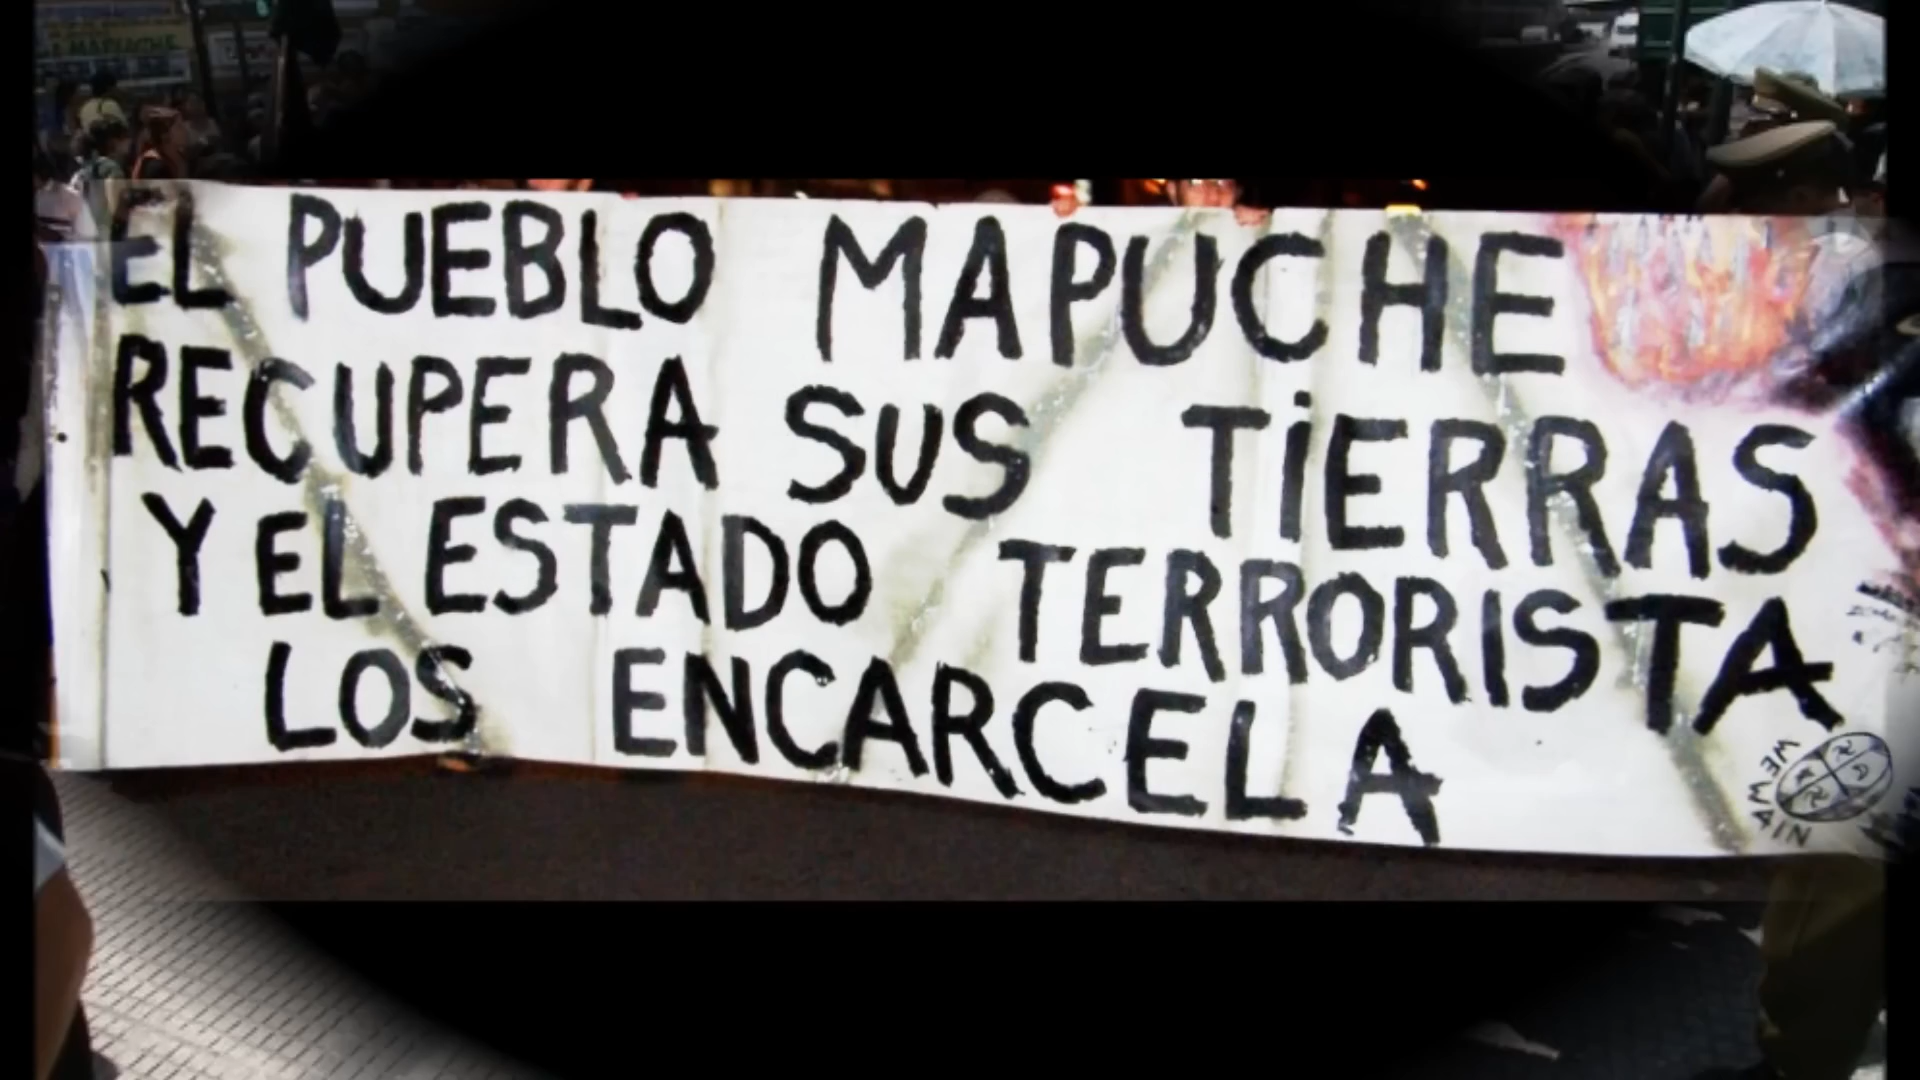 EL PUEBLO MAPUCHE
RECUPERA SUS TiERRAS
Y EL ESTADO TERRORISTA
LOS ENCARCELA